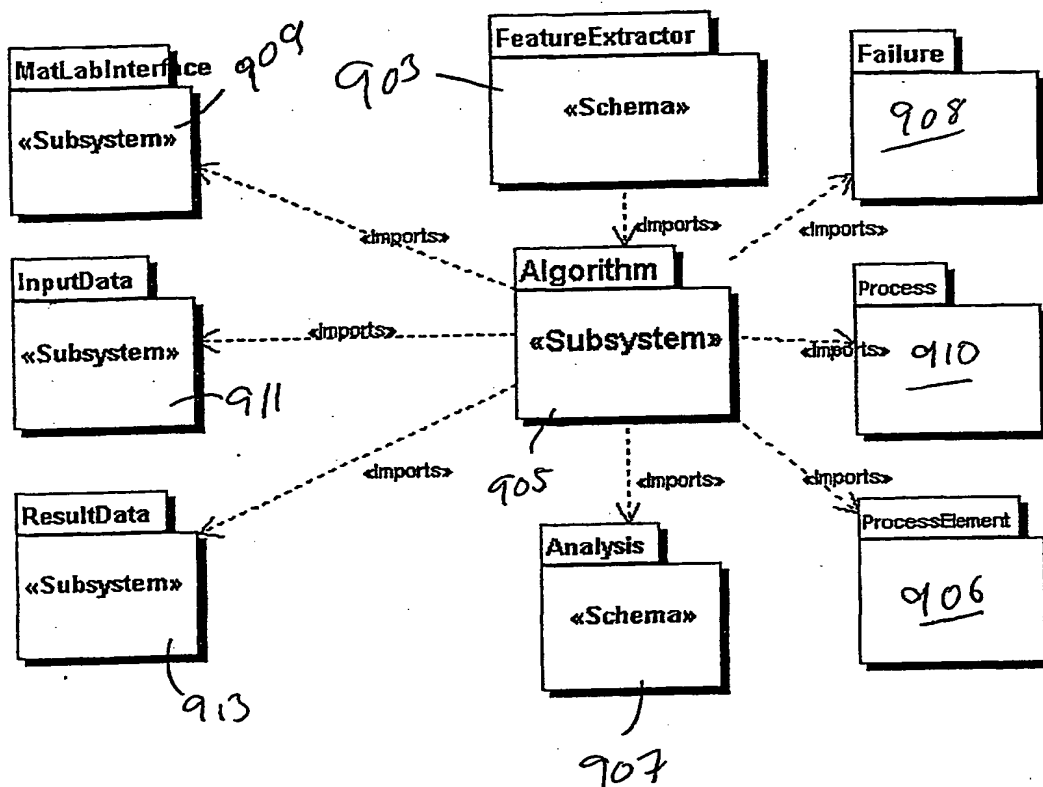 MatLabInterface
«Subsystem»
909
903
FeatureExtractor
«Schema»
Failure
908
«Imports»
«Imports»
«Imports»
InputData
«Subsystem»
911
«Imports»
Algorithm
«Subsystem»
905
«Imports»
Process
910
«Imports»
«Imports»
«Imports»
ResultData
«Subsystem»
913
Analysis
«Schema»
907
ProcessElement
906